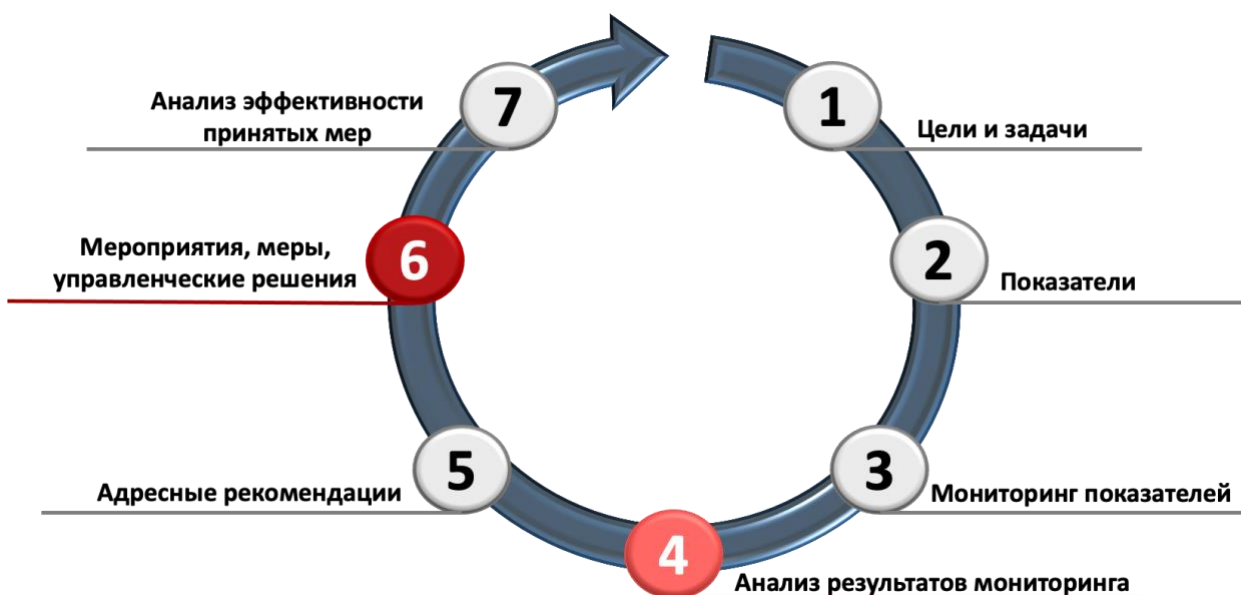 1
Цели и задачи
2
Показатели
3
Мониторинг показателей
4
Анализ результатов мониторинга
5
Адресные рекомендации
6
Мероприятия, меры,
управленческие решения
7
Анализ эффективности
принятых мер